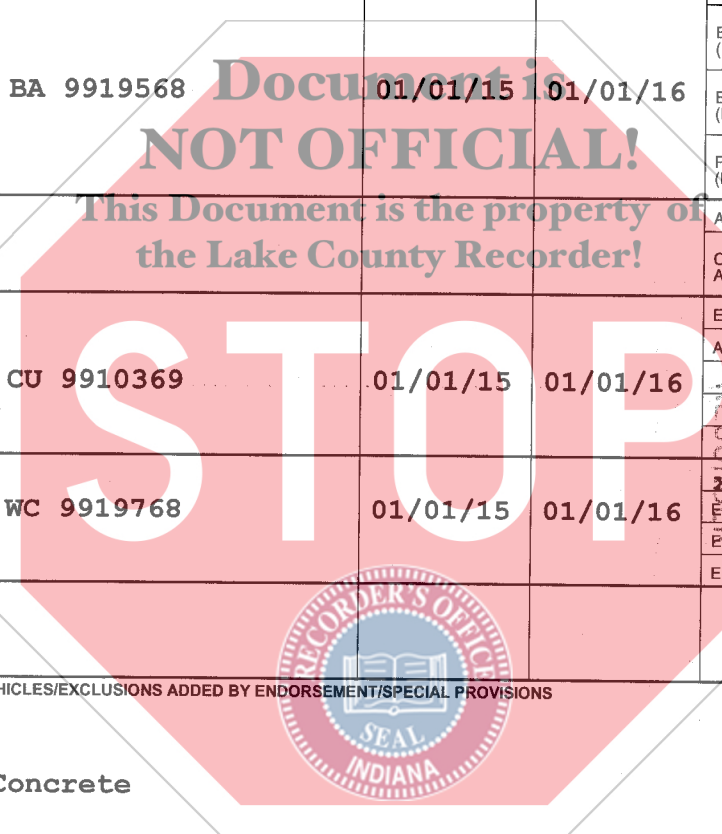 BA 9919568 01/01/15 01/01/16
Document is
NOT OFFICIAL!
This Document is the property of
the Lake County Recorder!
STOP
CU 9910369 01/01/15 01/01/16
WC 9919768 01/01/15 01/01/16
RECORDER'S OFFICE
SEAL
INDIANA
HICLES/EXCLUSIONS ADDED BY ENDORSEMENT/SPECIAL PROVISIONS
Concrete